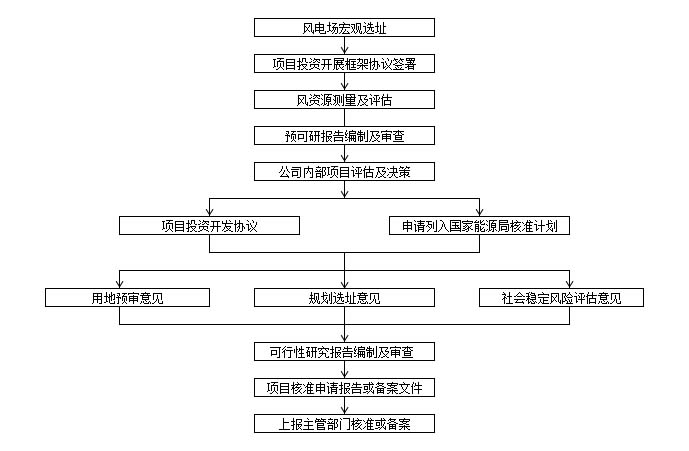 风电场宏观选址
项目投资开展框架协议签署
风资源测量及评估
预可研报告编制及审查
公司内部项目评估及决策
项目投资开发协议
申请列入国家能源局核准计划
用地预审意见
规划选址意见
社会稳定风险评估意见
可行性研究报告编制及审查
项目核准申请报告或备案文件
上报主管部门核准或备案